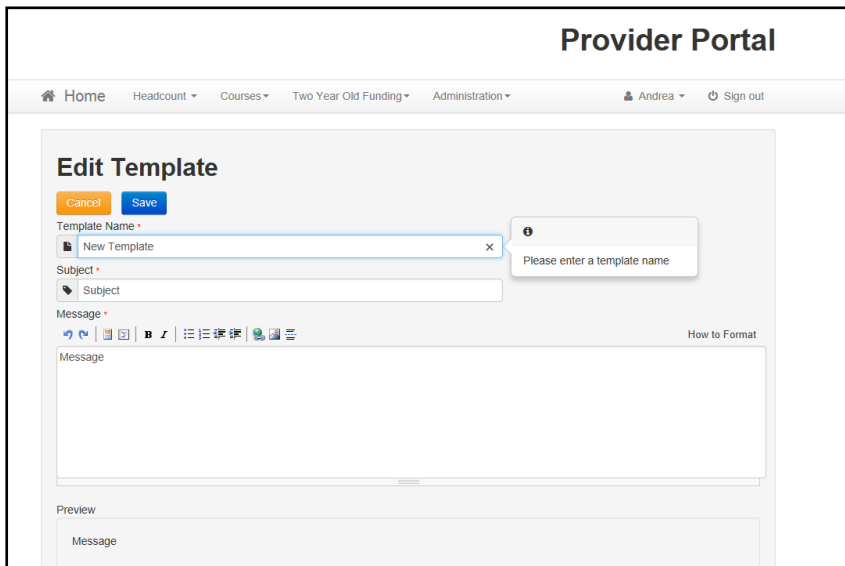 Provider Portal
Home Headcount Courses Two Year Old Funding Administration Andrea Sign out
Edit Template
Cancel Save
Template Name *
New Template
Please enter a template name
Subject *
Subject
Message *
B I How to Format
Message
Preview
Message